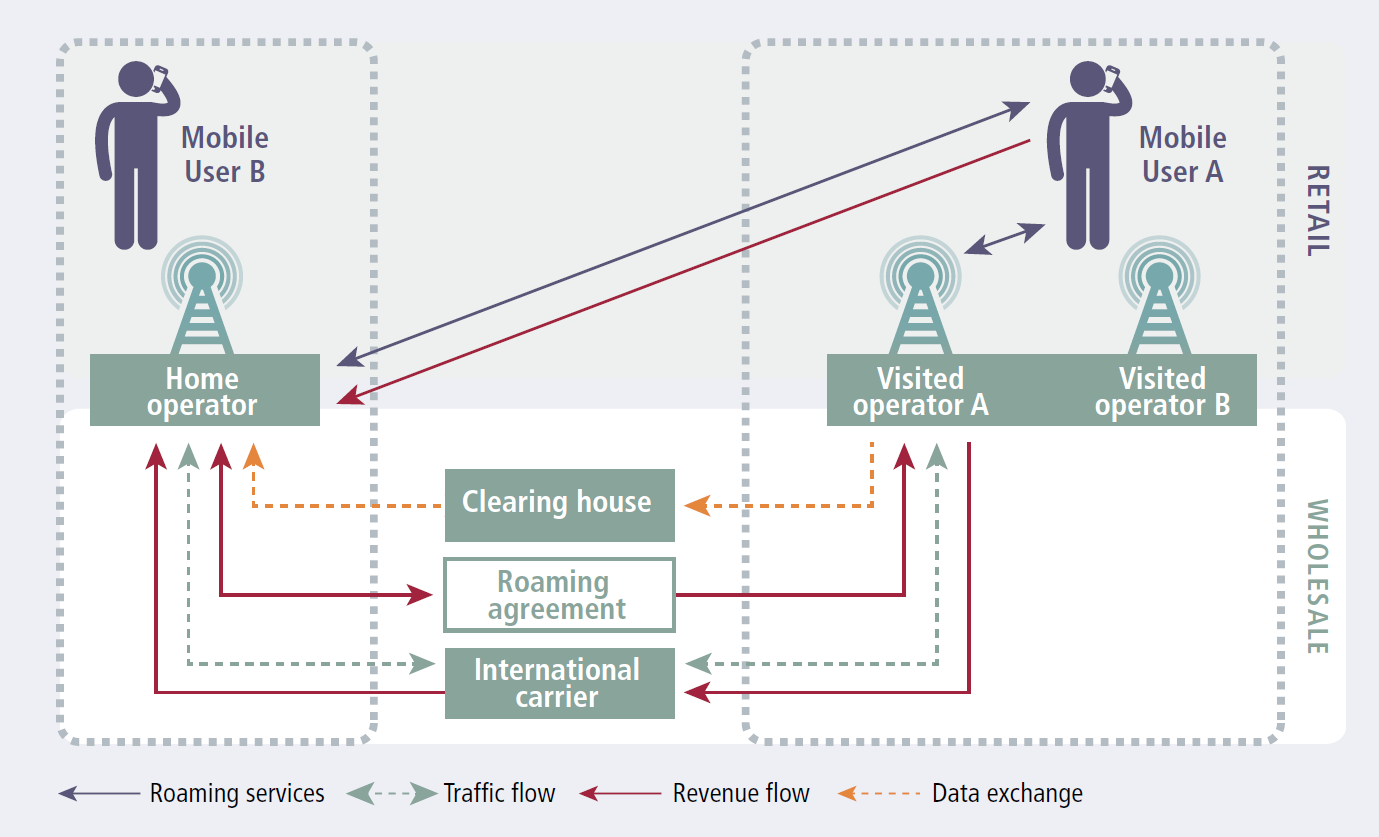 Mobile
User B
Mobile
User A
RETAIL
Home
operator
Visited
operator A
Visited
operator B
Clearing house
Roaming
agreement
International
carrier
WHOLESALE
Roaming services
Traffic flow
Revenue flow
Data exchange